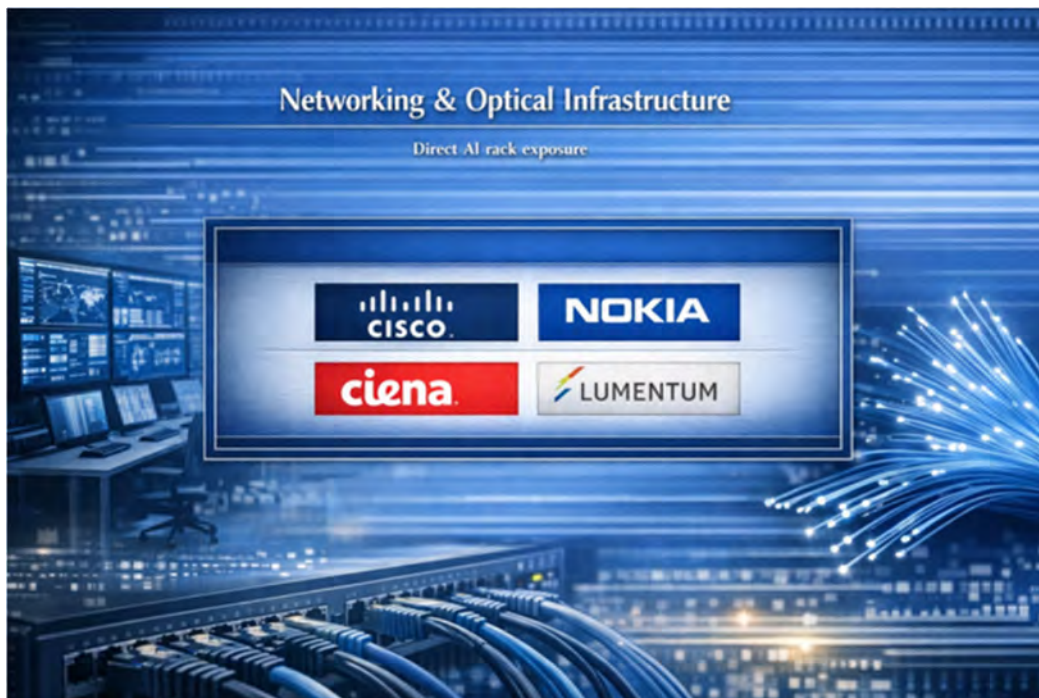 Networking & Optical Infrastructure
Direct AI rack exposure
CISCO.
NOKIA
ciena.
LUMENTUM